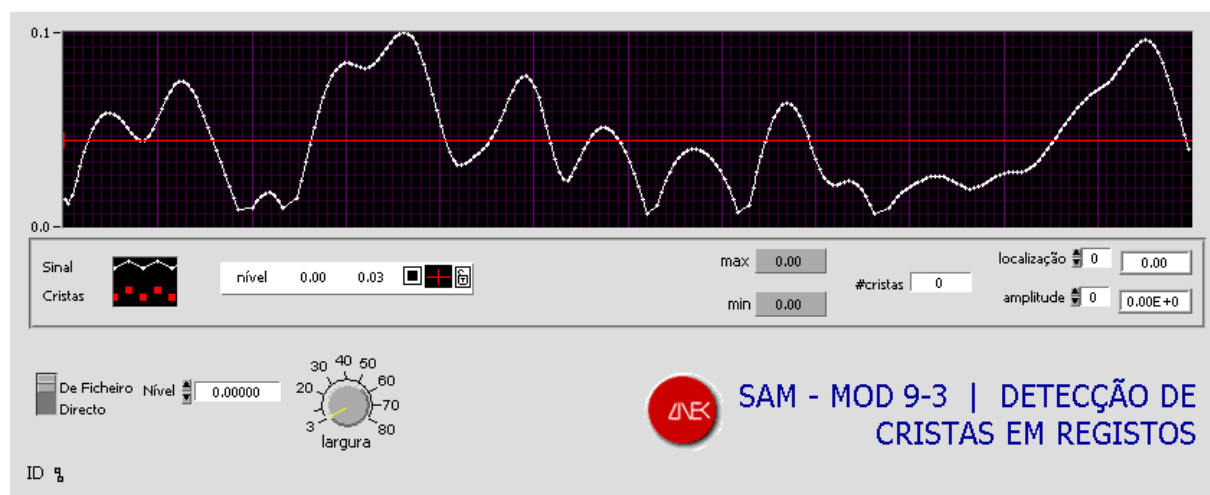 0.1
0.0
Sinal
Cristas
nível 0.00 0.03
max 0.00
min 0.00
#cristas 0
localização 0 0.00
amplitude 0 0.00E+0
De Ficheiro
Directo
Nível 0.00000
3 20 30 40 50 60 70 80
largura
SAM - MOD 9-3 | DETECÇÃO DE
CRISTAS EM REGISTOS
ID